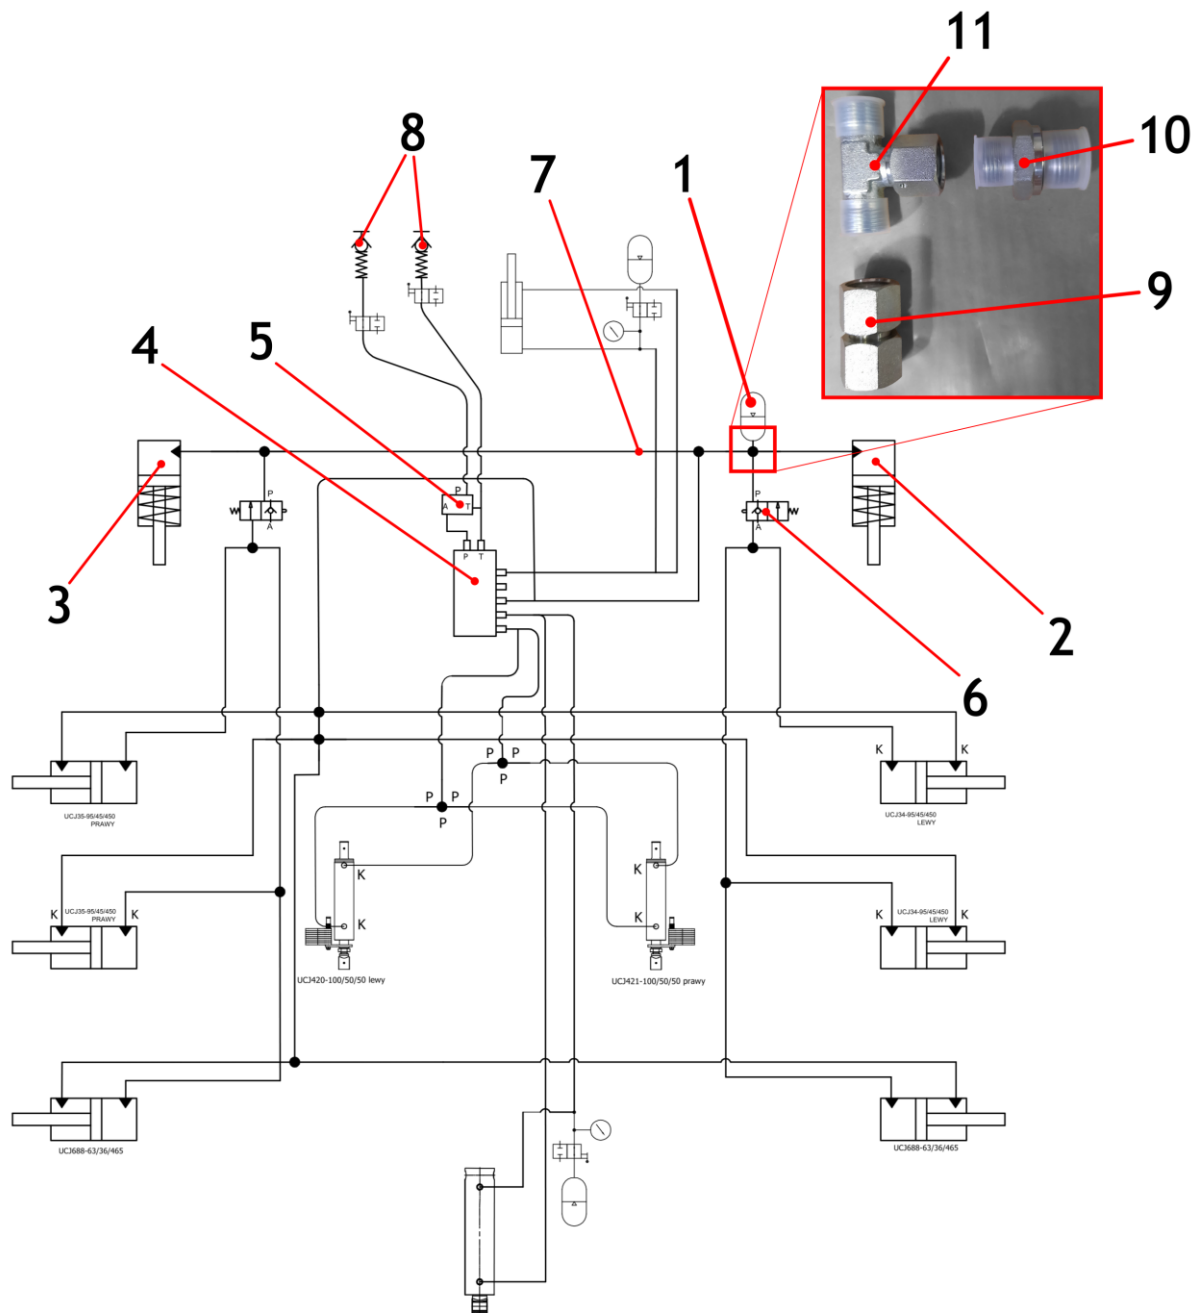 11
10
8
7
1
9
4
5
P
A T
3
P
A
P T
P
A
2
6
K K
UCJ35-95/45/450
PRAWY
UCJ34-95/45/450
LEWY
P P
P
P P
P
K
K
K
K
K K
UCJ35-95/45/450
PRAWY
K K
UCJ34-95/45/450
LEWY
UCJ420-100/50/50 lewy
UCJ421-100/50/50 prawy
UCJ688-63/36/465
UCJ688-63/36/465